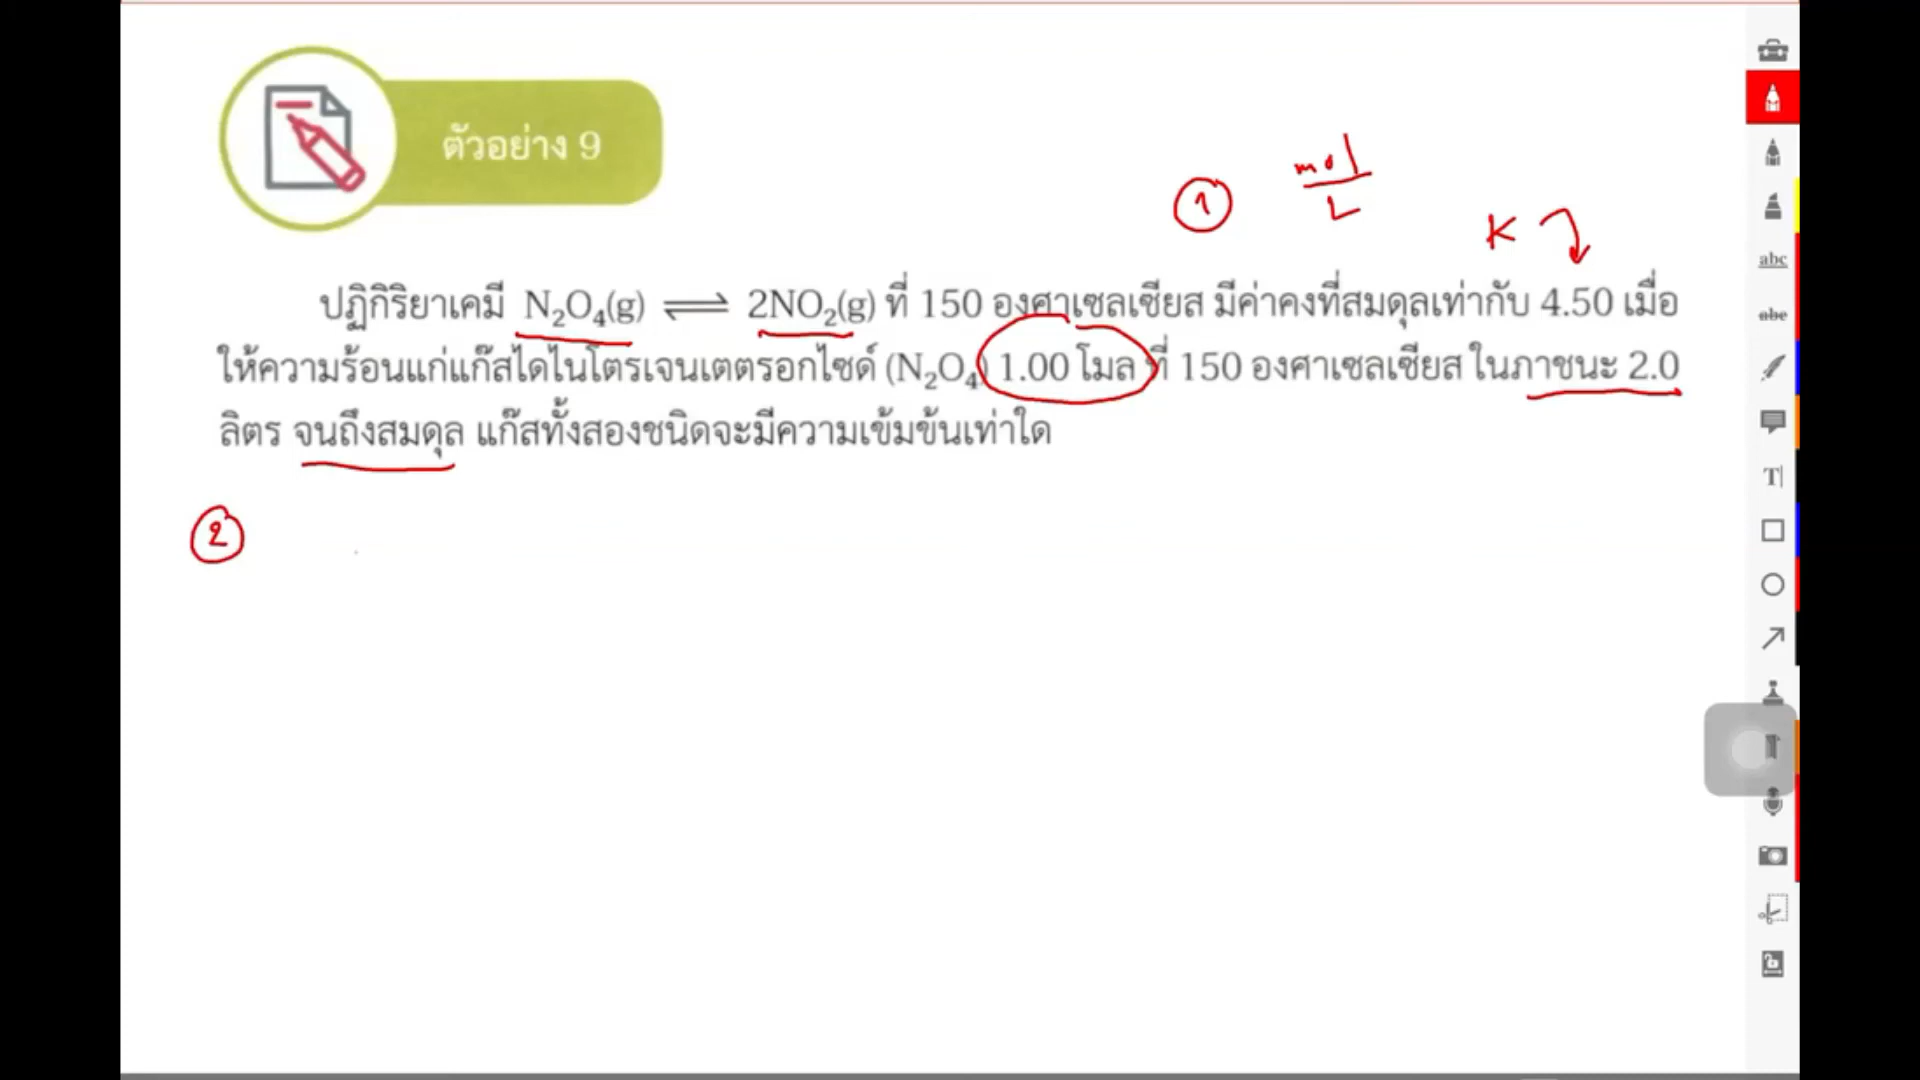 ตัวอย่าง 9
① mol
L
K
ปฏิกิริยาเคมี N₂O₄(g) ⇌ 2NO₂(g) ที่ 150 องศาเซลเซียส มีค่าคงที่สมดุลเท่ากับ 4.50 เมื่อ
ให้ความร้อนแก่แก๊สไดไนโตรเจนเตตรอกไซด์ (N₂O₄) 1.00 โมล ที่ 150 องศาเซลเซียส ในภาชนะ 2.0
ลิตร จนถึงสมดุล แก๊สทั้งสองชนิดจะมีความเข้มข้นเท่าใด
②
abc
abc
T